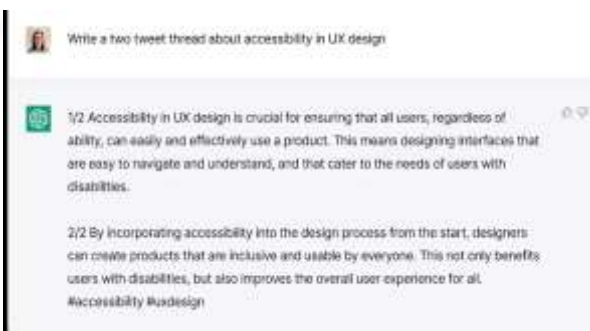 Write a two tweet thread about accessibility in UX design
1/2 Accessibility in UX design is crucial for ensuring that all users, regardless of
ability, can easily and effectively use a product. This means designing interfaces that
are easy to navigate and understand, and that cater to the needs of users with
disabilities.
2/2 By incorporating accessibility into the design process from the start, designers
can create products that are inclusive and usable by everyone. This not only benefits
users with disabilities, but also improves the overall user experience for all.
#accessibility #uxdesign